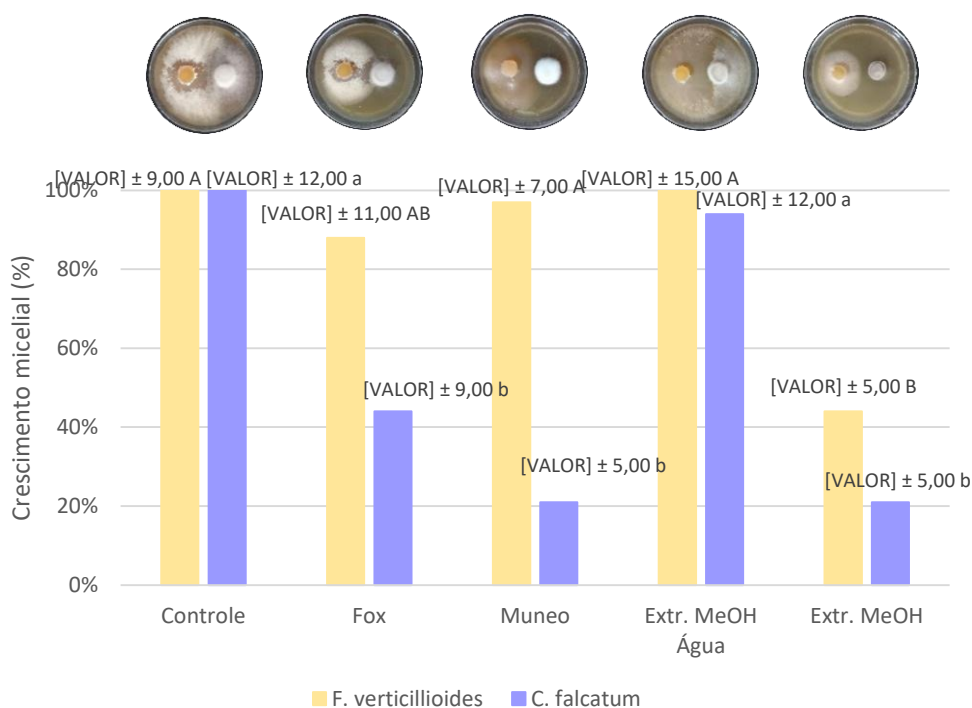 [VALOR] ± 9,00 A
[VALOR] ± 12,00 a
[VALOR] ± 11,00 AB
[VALOR] ± 7,00 A
[VALOR] ± 15,00 A
[VALOR] ± 12,00 a
[VALOR] ± 9,00 b
[VALOR] ± 5,00 b
[VALOR] ± 5,00 B
[VALOR] ± 5,00 b
Crescimento micelial (%)
100%
80%
60%
40%
20%
0%
Controle
Fox
Muneo
Extr. MeOH
Água
Extr. MeOH
F. verticillioides
C. falcatum